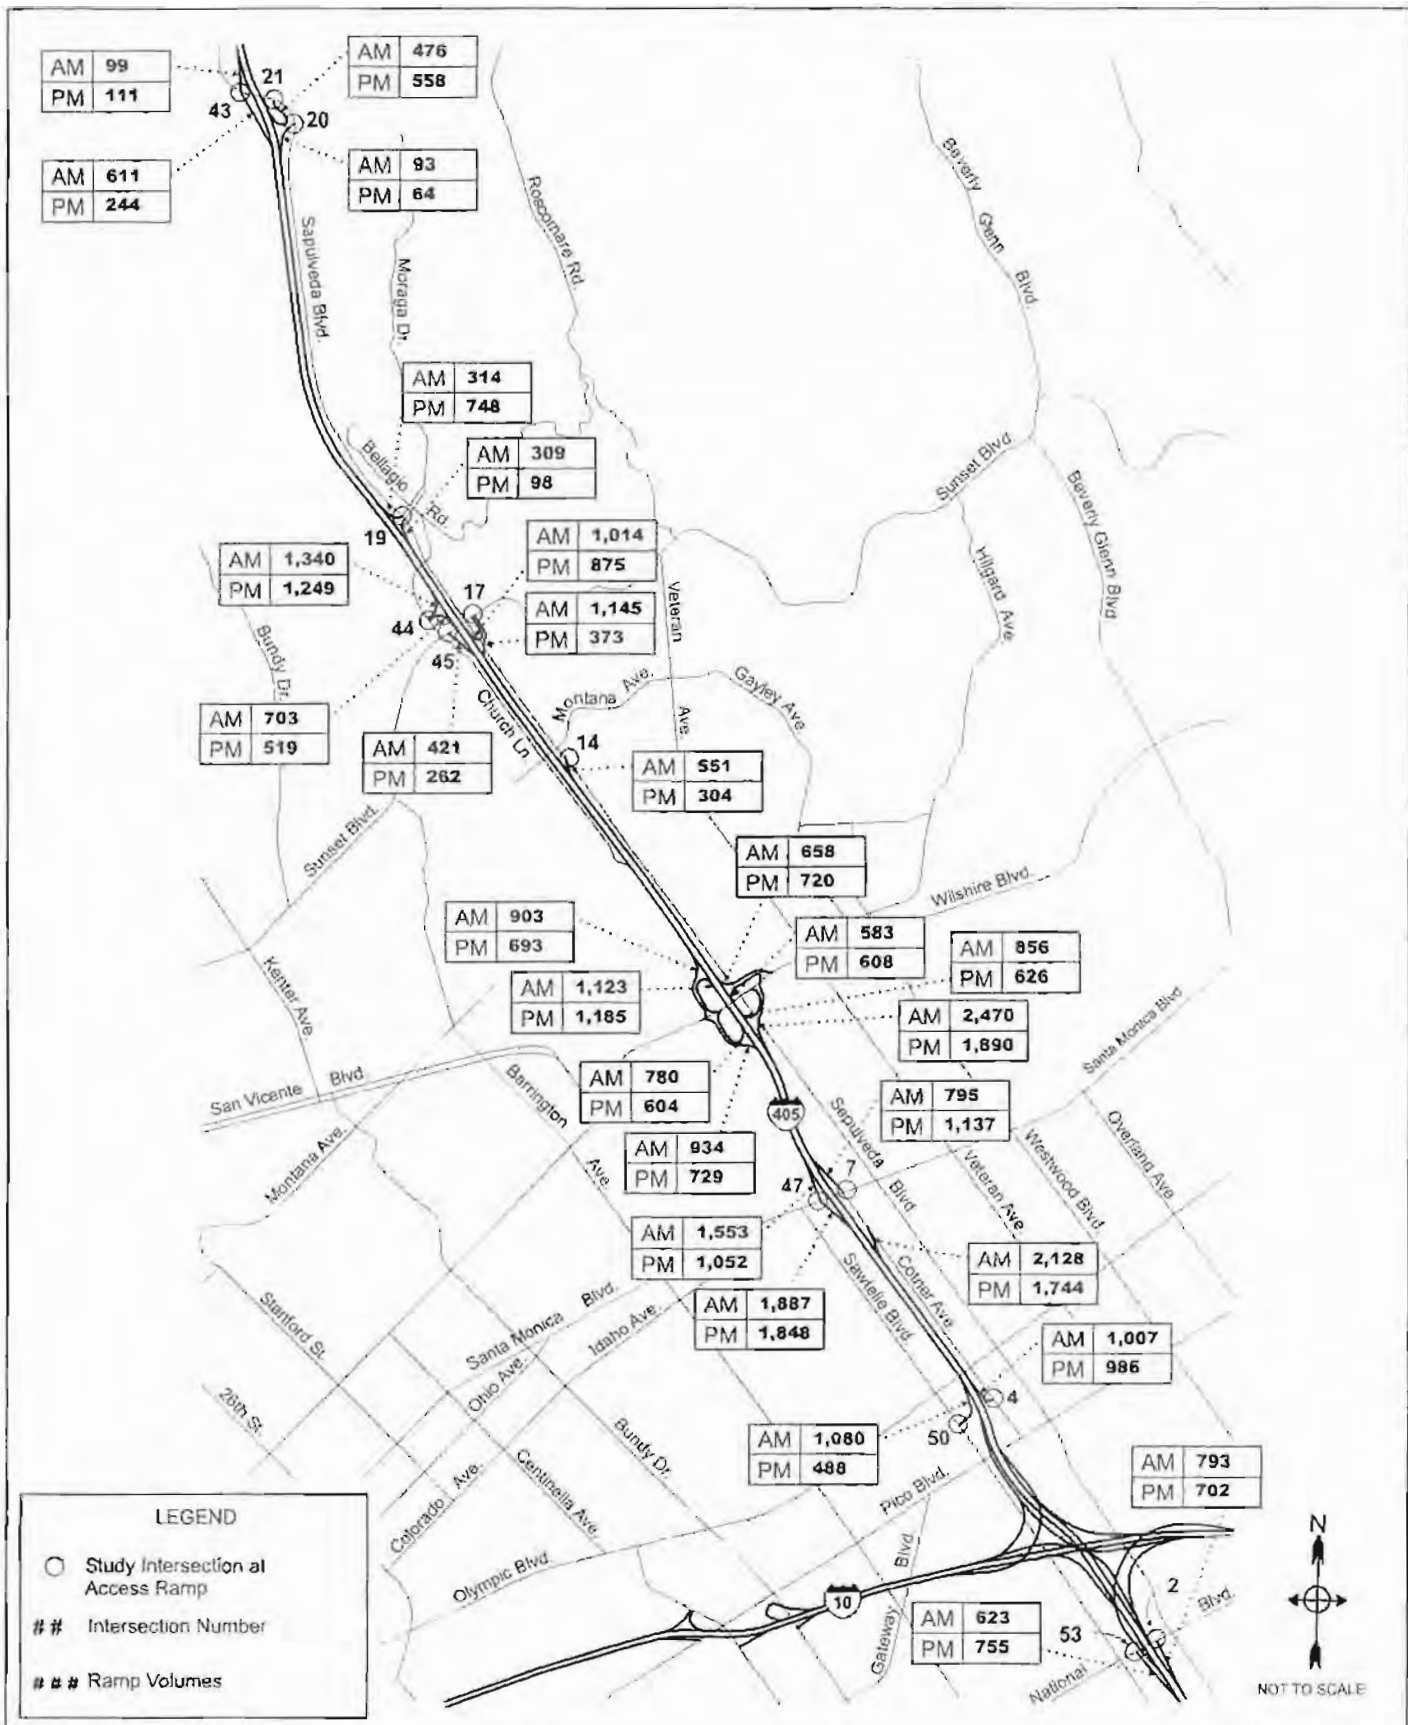 AM 99
PM 111
21
AM 476
PM 558
43
20
AM 611
PM 244
AM 93
PM 64
Sapulveda Blvd.
Moraga Dr.
Roscomare Rd.
Beverly Glenn Blvd.
AM 314
PM 748
Bellagio Rd.
AM 309
PM 98
Sunset Blvd
Beverly Glenn Blvd
19
AM 1,014
PM 875
AM 1,340
PM 1,249
17
AM 1,145
PM 373
Veteran Ave.
Hilgard Ave.
44
45
Bundy Dr.
Church Ln.
Montana Ave.
Gayley Ave.
AM 703
PM 519
AM 421
PM 262
14
AM 551
PM 304
Sunset Blvd.
AM 658
PM 720
Wilshire Blvd.
AM 903
PM 693
AM 583
PM 608
AM 856
PM 626
Kenter Ave.
AM 1,123
PM 1,185
AM 2,470
PM 1,890
Santa Monica Blvd
San Vicente Blvd.
Barrington Ave.
AM 780
PM 604
405
AM 795
PM 1,137
Sepulveda Blvd
Veteran Ave
Westwood Blvd
Overland Ave
Montana Ave.
AM 934
PM 729
47
7
AM 1,553
PM 1,052
AM 2,128
PM 1,744
Cotner Ave
Sawtelle Blvd.
AM 1,887
PM 1,848
Stanford St.
Santa Monica Blvd.
Idaho Ave.
Ohio Ave.
AM 1,007
PM 986
26th St.
4
50
AM 1,080
PM 488
Bundy Dr.
Centinella Ave.
Colorado Ave.
Pico Blvd.
AM 793
PM 702
Olympic Blvd.
10
Gateway Blvd
2
AM 623
PM 755
53
National Blvd.
LEGEND
Study Intersection at
Access Ramp
## Intersection Number
### Ramp Volumes
N
NOT TO SCALE